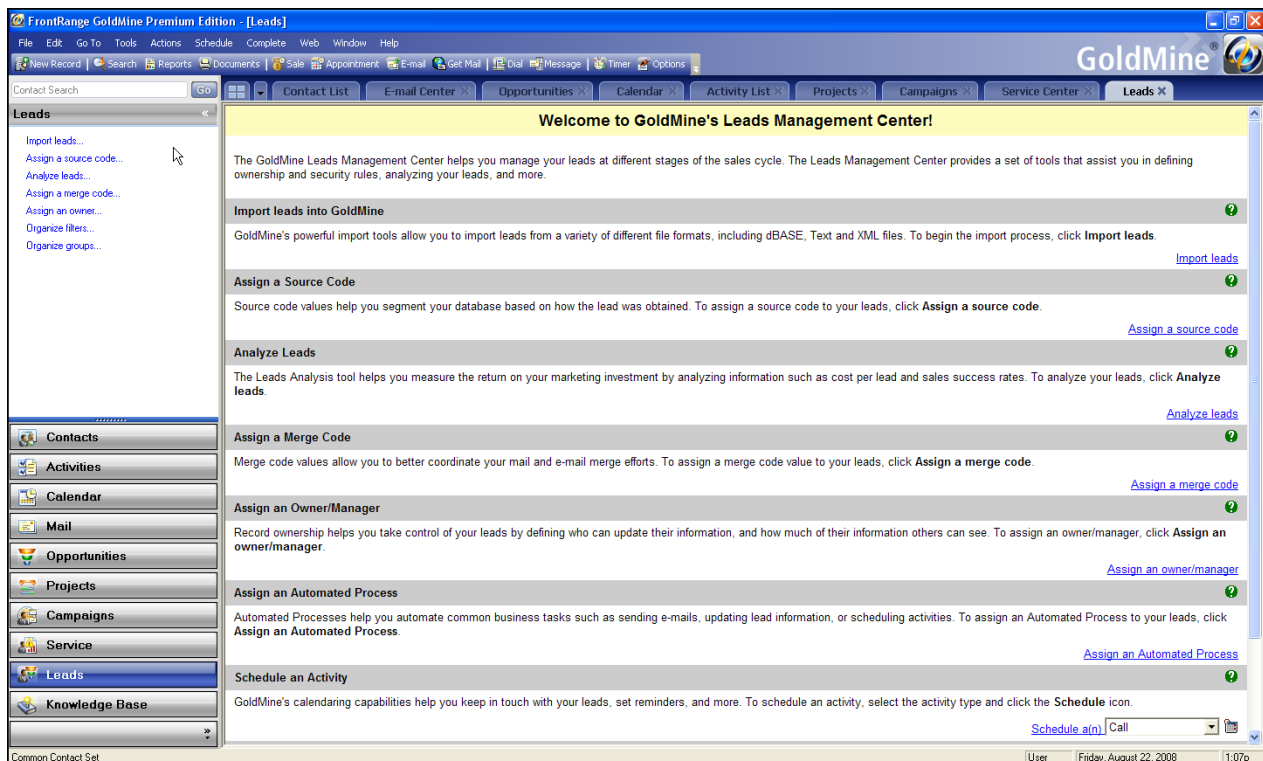 FrontRange GoldMine Premium Edition - [Leads]
File Edit Go To Tools Actions Schedule Complete Web Window Help
New Record Search Reports Documents Sale Appointment E-mail Get Mail Dial Message Timer Options
GoldMine®
Contact Search Go
Contact List E-mail Center Opportunities Calendar Activity List Projects Campaigns Service Center Leads
Leads
Import leads...
Assign a source code...
Analyze leads...
Assign a merge code...
Assign an owner...
Organize filters...
Organize groups...
Contacts
Activities
Calendar
Mail
Opportunities
Projects
Campaigns
Service
Leads
Knowledge Base
Welcome to GoldMine's Leads Management Center!
The GoldMine Leads Management Center helps you manage your leads at different stages of the sales cycle. The Leads Management Center provides a set of tools that assist you in defining
ownership and security rules, analyzing your leads, and more.
Import leads into GoldMine
GoldMine's powerful import tools allow you to import leads from a variety of different file formats, including dBASE, Text and XML files. To begin the import process, click Import leads.
Import leads
Assign a Source Code
Source code values help you segment your database based on how the lead was obtained. To assign a source code to your leads, click Assign a source code.
Assign a source code
Analyze Leads
The Leads Analysis tool helps you measure the return on your marketing investment by analyzing information such as cost per lead and sales success rates. To analyze your leads, click Analyze
leads.
Analyze leads
Assign a Merge Code
Merge code values allow you to better coordinate your mail and e-mail merge efforts. To assign a merge code value to your leads, click Assign a merge code.
Assign a merge code
Assign an Owner/Manager
Record ownership helps you take control of your leads by defining who can update their information, and how much of their information others can see. To assign an owner/manager, click Assign an
owner/manager.
Assign an owner/manager
Assign an Automated Process
Automated Processes help you automate common business tasks such as sending e-mails, updating lead information, or scheduling activities. To assign an Automated Process to your leads, click
Assign an Automated Process.
Assign an Automated Process
Schedule an Activity
GoldMine's calendaring capabilities help you keep in touch with your leads, set reminders, and more. To schedule an activity, select the activity type and click the Schedule icon.
Schedule a(n) Call
Common Contact Set User Friday, August 22, 2008 1:07p